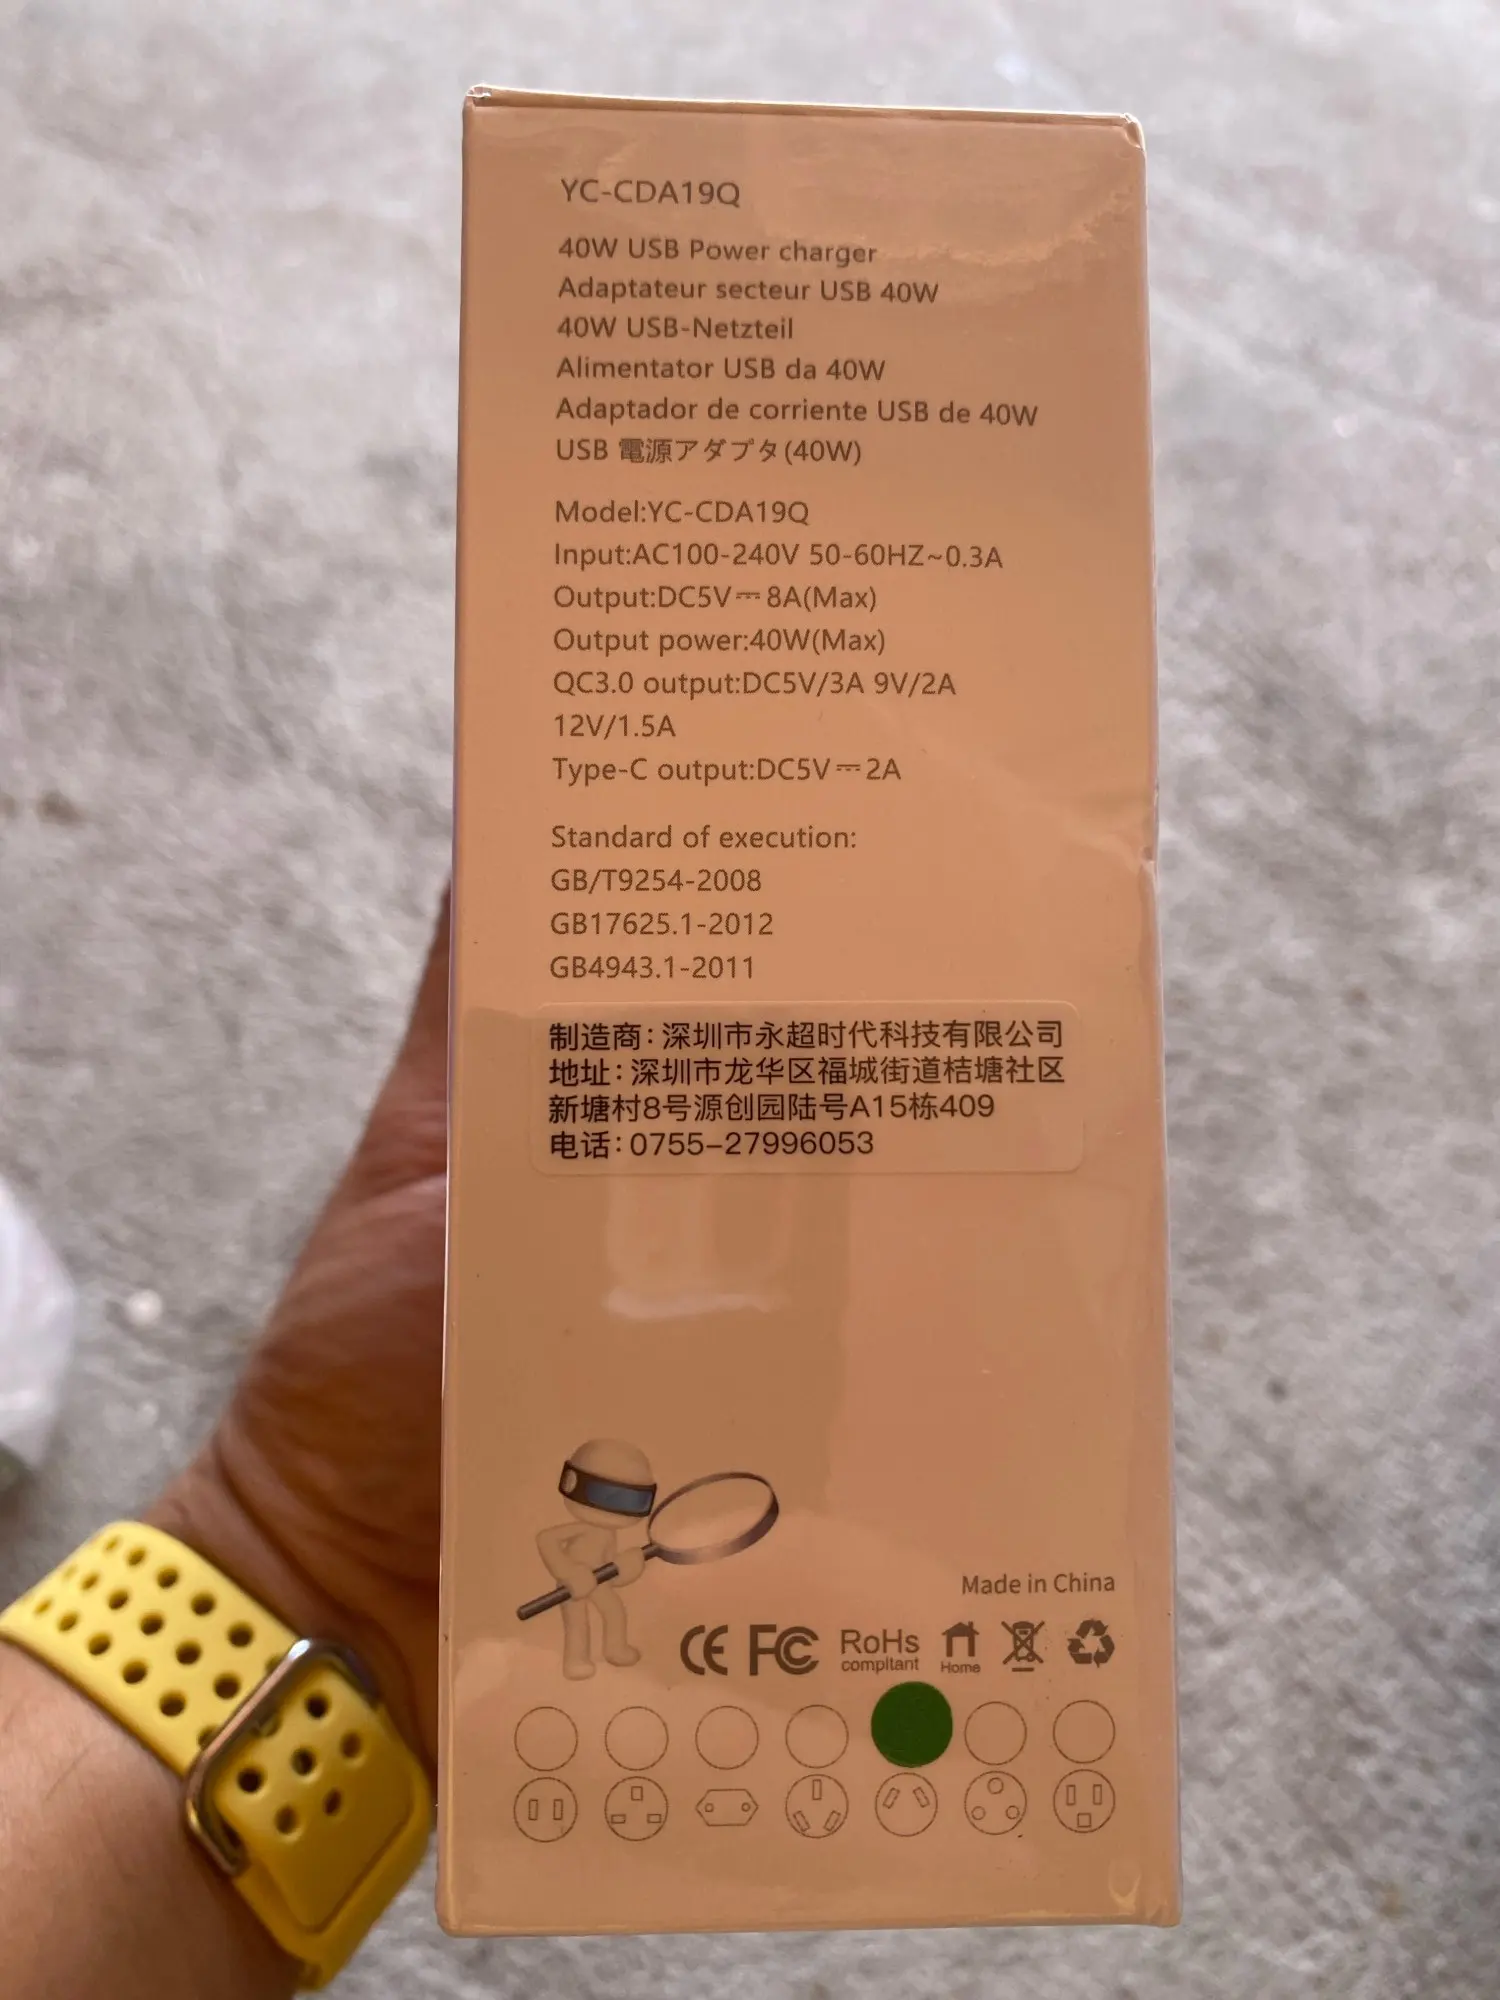 YC-CDA19Q
40W USB Power charger
Adaptateur secteur USB 40W
40W USB-Netzteil
Alimentator USB da 40W
Adaptador de corriente USB de 40W
USB 電源アダプタ(40W)
Model:YC-CDA19Q
Input:AC100-240V 50-60HZ~0.3A
Output:DC5V⎓8A(Max)
Output power:40W(Max)
QC3.0 output:DC5V/3A 9V/2A
12V/1.5A
Type-C output:DC5V⎓2A
Standard of execution:
GB/T9254-2008
GB17625.1-2012
GB4943.1-2011
制造商:深圳市永超时代科技有限公司
地址:深圳市龙华区福城街道桔塘社区
新塘村8号源创园陆号A15栋409
电话:0755-27996053
Made in China
CE FC RoHs Home
compltant